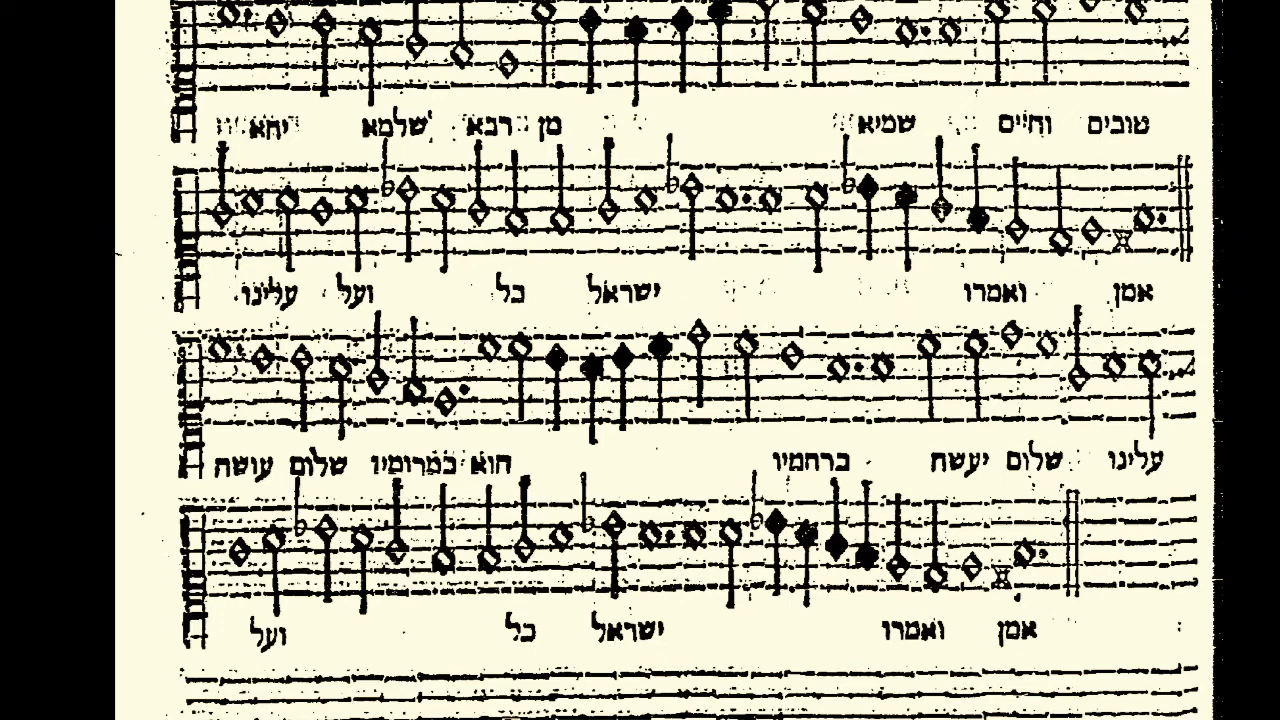 יהא שלמא רבא מן שמיא וחיים טובים
עלינו ועל כל ישראל ואמרו אמן
עושה שלום במרומיו הוא ברחמיו יעשה שלום עלינו
ועל כל ישראל ואמרו אמן